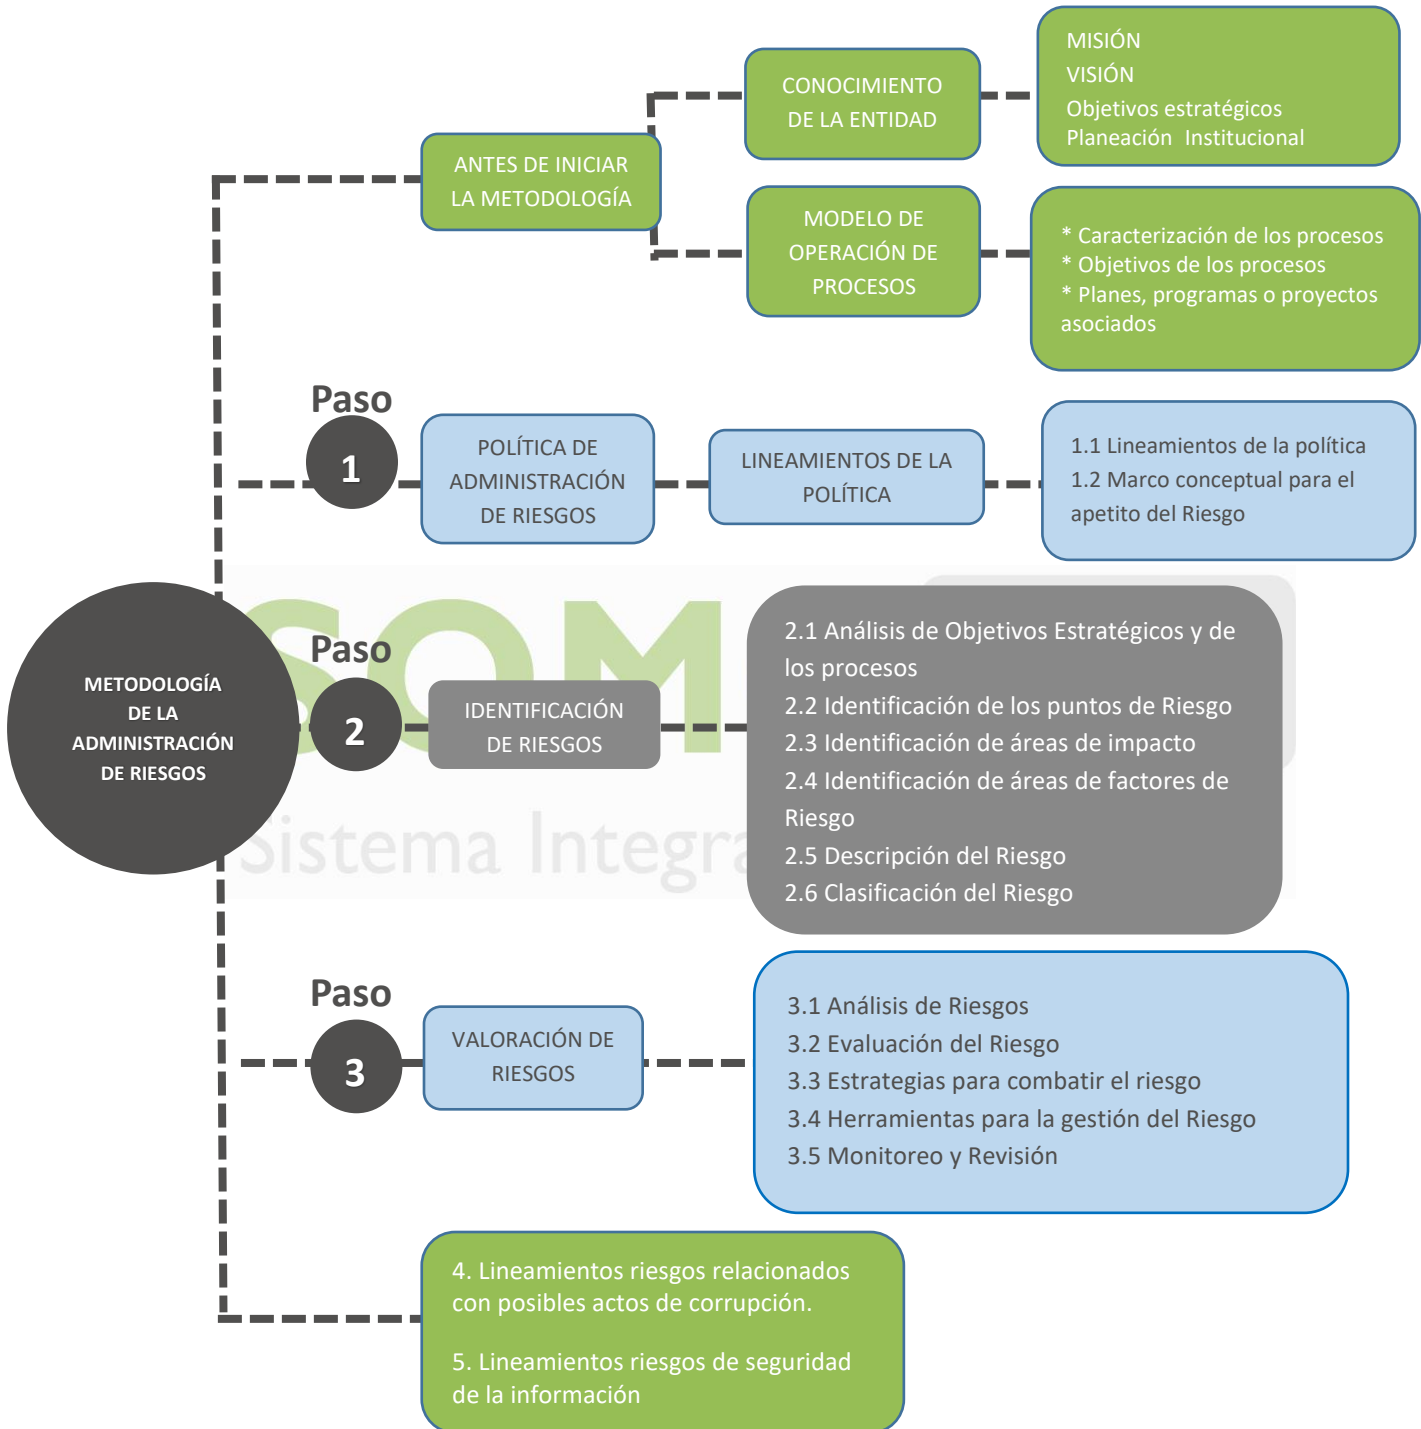 CONOCIMIENTO
DE LA ENTIDAD
MISIÓN
VISIÓN
Objetivos estratégicos
Planeación Institucional
ANTES DE INICIAR
LA METODOLOGÍA
MODELO DE
OPERACIÓN DE
PROCESOS
* Caracterización de los procesos
* Objetivos de los procesos
* Planes, programas o proyectos
asociados
Paso
1
POLÍTICA DE
ADMINISTRACIÓN
DE RIESGOS
LINEAMIENTOS DE LA
POLÍTICA
1.1 Lineamientos de la política
1.2 Marco conceptual para el
apetito del Riesgo
METODOLOGÍA
DE LA
ADMINISTRACIÓN
DE RIESGOS
Paso
2
IDENTIFICACIÓN
DE RIESGOS
2.1 Análisis de Objetivos Estratégicos y de
los procesos
2.2 Identificación de los puntos de Riesgo
2.3 Identificación de áreas de impacto
2.4 Identificación de áreas de factores de
Riesgo
2.5 Descripción del Riesgo
2.6 Clasificación del Riesgo
SOM
Sistema
Paso
3
VALORACIÓN DE
RIESGOS
3.1 Análisis de Riesgos
3.2 Evaluación del Riesgo
3.3 Estrategias para combatir el riesgo
3.4 Herramientas para la gestión del Riesgo
3.5 Monitoreo y Revisión
4. Lineamientos riesgos relacionados
con posibles actos de corrupción.
5. Lineamientos riesgos de seguridad
de la información